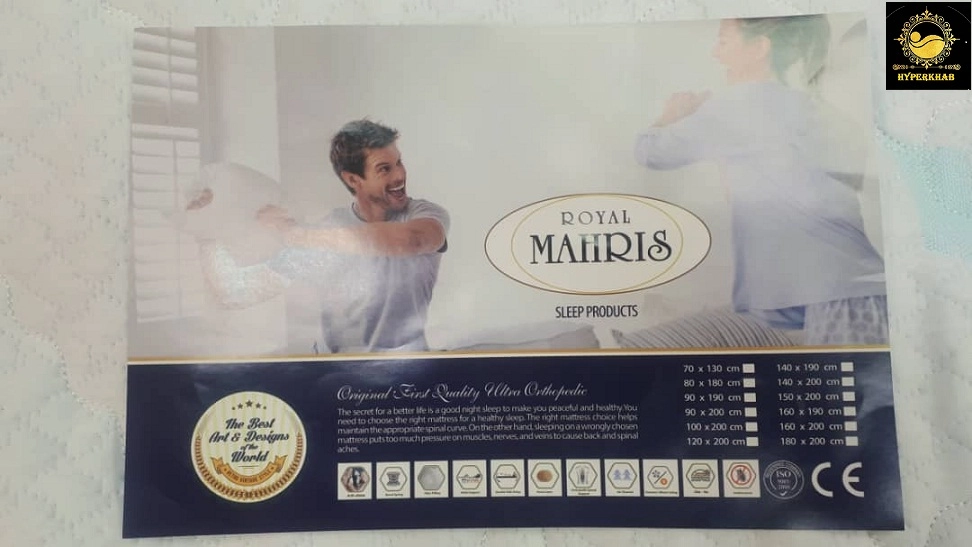 HYPERKHAB
ROYAL
MAHRIS
SLEEP PRODUCTS
Original First Quality Ultra Orthopedic
The secret for a better life is a good night sleep to make you peaceful and healthy. You
need to choose the right mattress for a healthy sleep. The right mattress choice helps
maintain the appropriate spinal curve. On the other hand, sleeping on a wrongly chosen
mattress puts too much pressure on muscles, nerves, and veins to cause back and spinal
aches.
70 x 130 cm
80 x 180 cm
90 x 190 cm
90 x 200 cm
100 x 200 cm
120 x 200 cm
140 x 190 cm
140 x 200 cm
150 x 200 cm
160 x 190 cm
160 x 200 cm
180 x 200 cm
The Best
Art & Designs
of the
World
ISO
CE